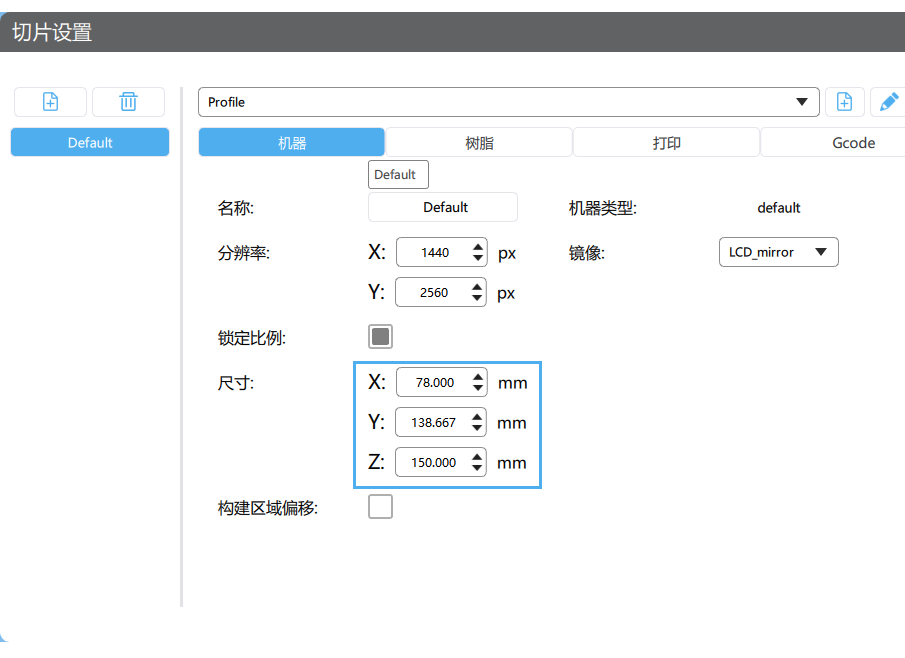 切片设置
Profile
Default
机器 树脂 打印 Gcode
Default
名称: Default 机器类型: default
分辨率: X: 1440 px 镜像: LCD_mirror
Y: 2560 px
锁定比例:
尺寸: X: 78.000 mm
Y: 138.667 mm
Z: 150.000 mm
构建区域偏移: